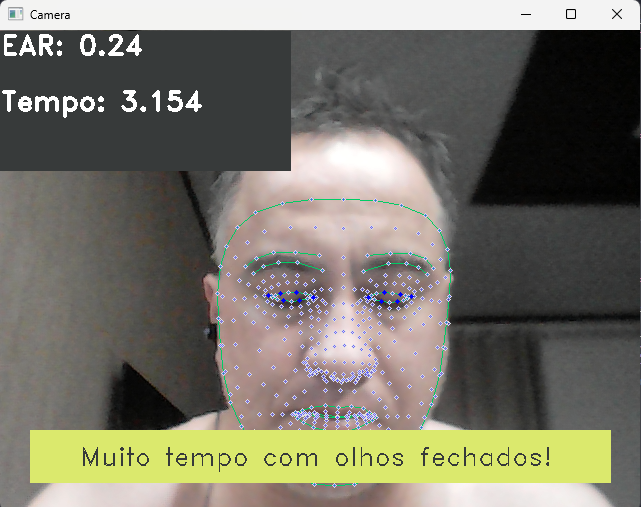 Camera
EAR: 0.24
Tempo: 3.154
Muito tempo com olhos fechados!